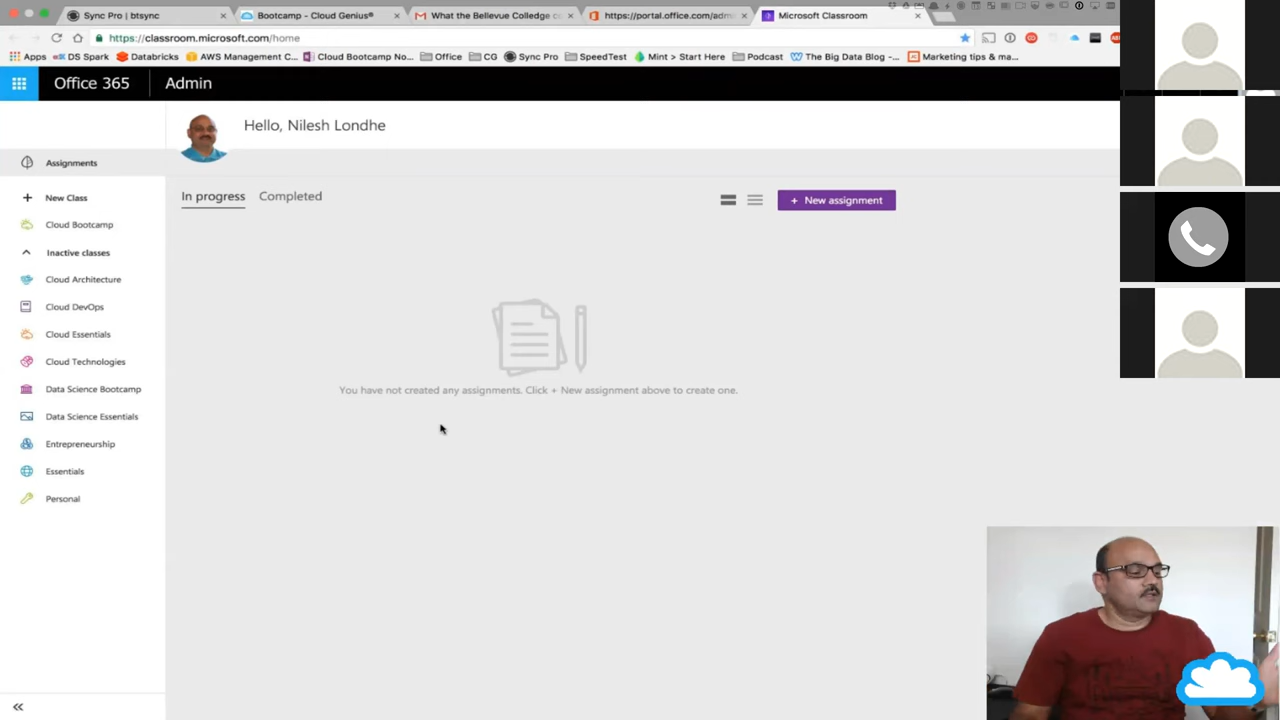 Sync Pro | btsync
Bootcamp - Cloud Genius®
What the Bellevue Colledge c
https://portal.office.com/adm
Microsoft Classroom
https://classroom.microsoft.com/home
Apps
DS Spark
Databricks
AWS Management C...
Cloud Bootcamp No...
Office
CG
Sync Pro
SpeedTest
Mint > Start Here
Podcast
The Big Data Blog -...
Marketing tips & ma...
Office 365
Admin
Hello, Nilesh Londhe
Assignments
In progress
Completed
+ New assignment
New Class
Cloud Bootcamp
Inactive classes
Cloud Architecture
Cloud DevOps
Cloud Essentials
Cloud Technologies
Data Science Bootcamp
Data Science Essentials
Entrepreneurship
Essentials
Personal
You have not created any assignments. Click + New assignment above to create one.